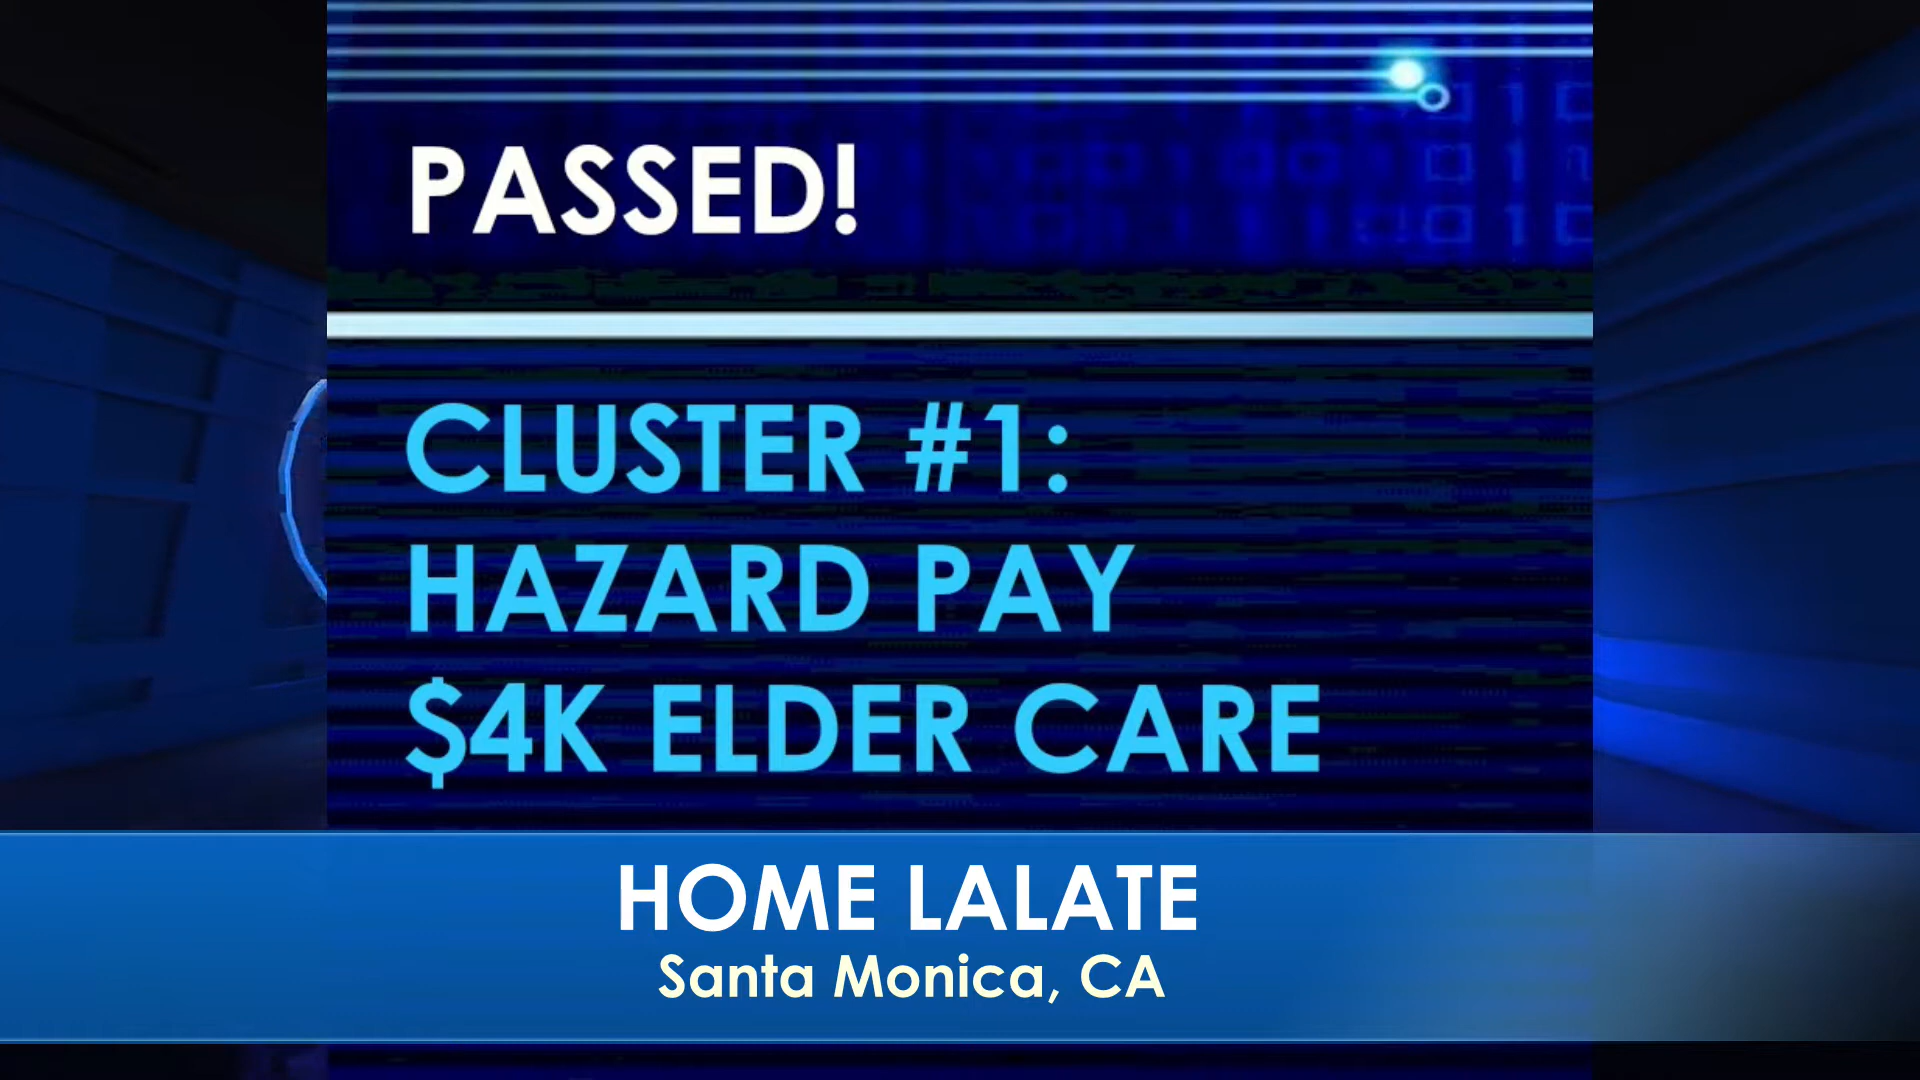 PASSED!
CLUSTER #1:
HAZARD PAY
$4K ELDER CARE
HOME LALATE
Santa Monica, CA